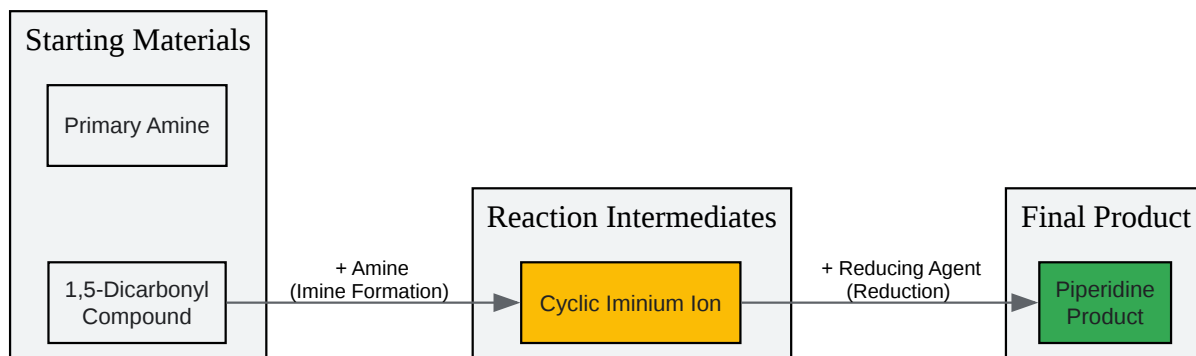 Starting Materials
Primary Amine
1,5-Dicarbonyl
Compound
+ Amine
(Imine Formation)
Reaction Intermediates
Cyclic Iminium Ion
+ Reducing Agent
(Reduction)
Final Product
Piperidine
Product